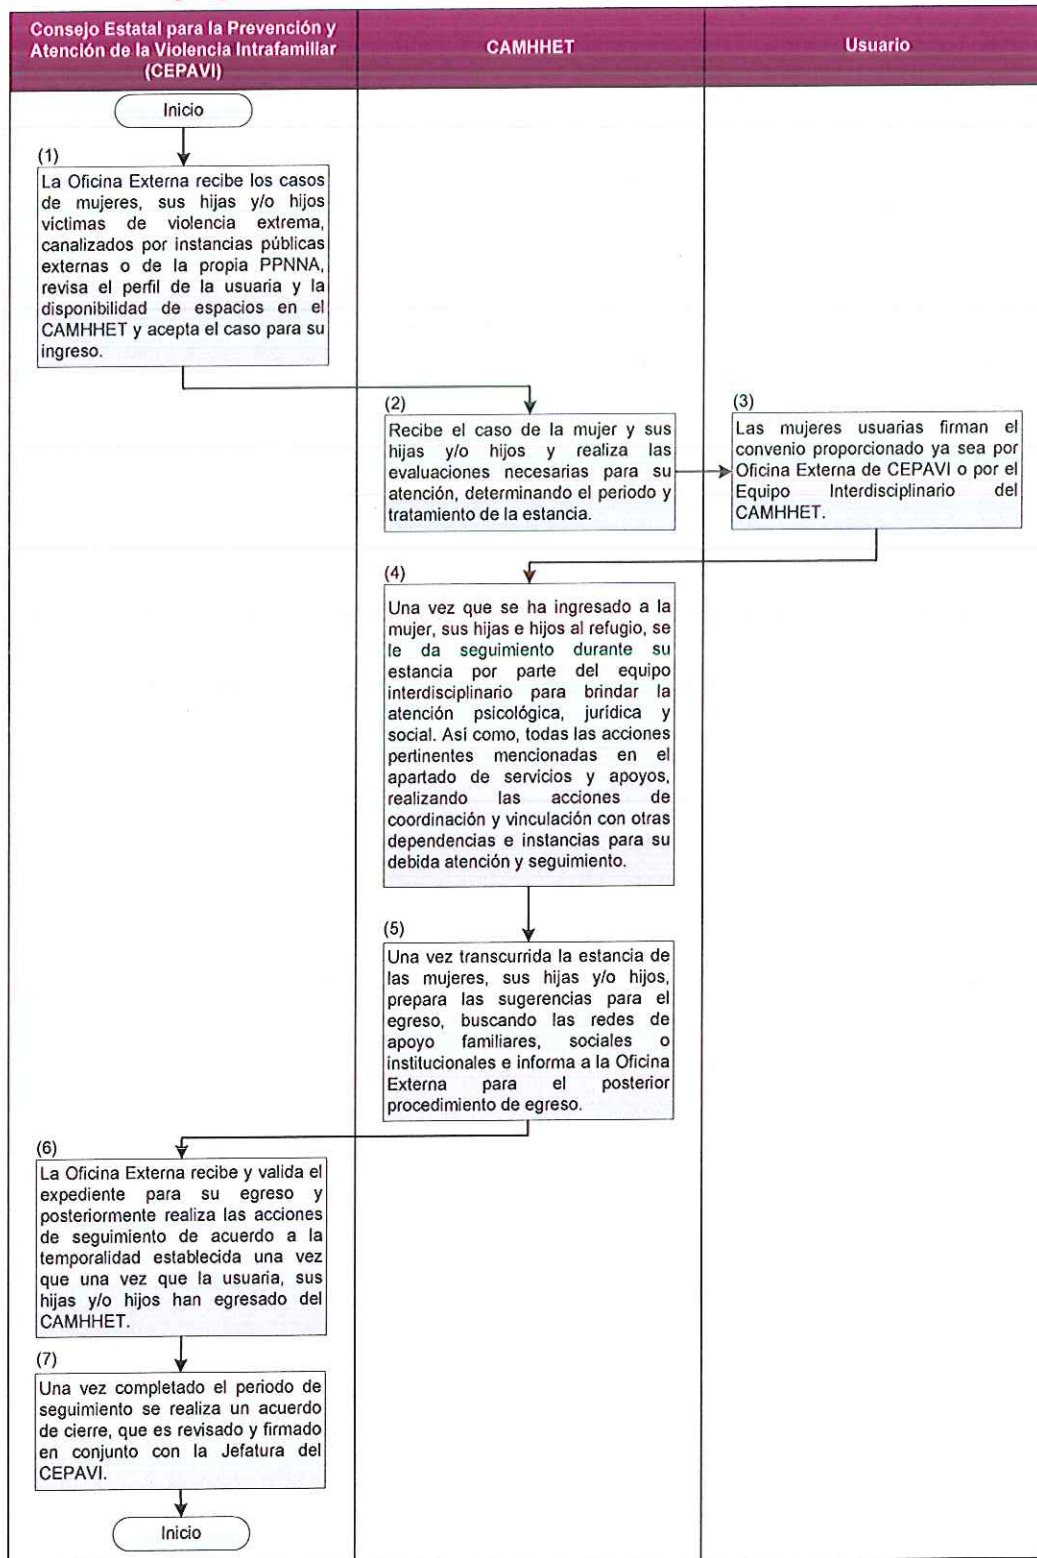 Consejo Estatal para la Prevención y
Atención de la Violencia Intrafamiliar
(CEPAVI)
CAMHHET
Usuario
Inicio
(1)
La Oficina Externa recibe los casos
de mujeres, sus hijas y/o hijos
víctimas de violencia extrema,
canalizados por instancias públicas
externas o de la propia PPNNA,
revisa el perfil de la usuaria y la
disponibilidad de espacios en el
CAMHHET y acepta el caso para su
ingreso.
(2)
Recibe el caso de la mujer y sus
hijas y/o hijos y realiza las
evaluaciones necesarias para su
atención, determinando el periodo y
tratamiento de la estancia.
(3)
Las mujeres usuarias firman el
convenio proporcionado ya sea por
Oficina Externa de CEPAVI o por el
Equipo Interdisciplinario del
CAMHHET.
(4)
Una vez que se ha ingresado a la
mujer, sus hijas e hijos al refugio, se
le da seguimiento durante su
estancia por parte del equipo
interdisciplinario para brindar la
atención psicológica, jurídica y
social. Así como, todas las acciones
pertinentes mencionadas en el
apartado de servicios y apoyos,
realizando las acciones de
coordinación y vinculación con otras
dependencias e instancias para su
debida atención y seguimiento.
(5)
Una vez transcurrida la estancia de
las mujeres, sus hijas y/o hijos,
prepara las sugerencias para el
egreso, buscando las redes de
apoyo familiares, sociales o
institucionales e informa a la Oficina
Externa para el posterior
procedimiento de egreso.
(6)
La Oficina Externa recibe y valida el
expediente para su egreso y
posteriormente realiza las acciones
de seguimiento de acuerdo a la
temporalidad establecida una vez
que una vez que la usuaria, sus
hijas y/o hijos han egresado del
CAMHHET.
(7)
Una vez completado el periodo de
seguimiento se realiza un acuerdo
de cierre, que es revisado y firmado
en conjunto con la Jefatura del
CEPAVI.
Inicio